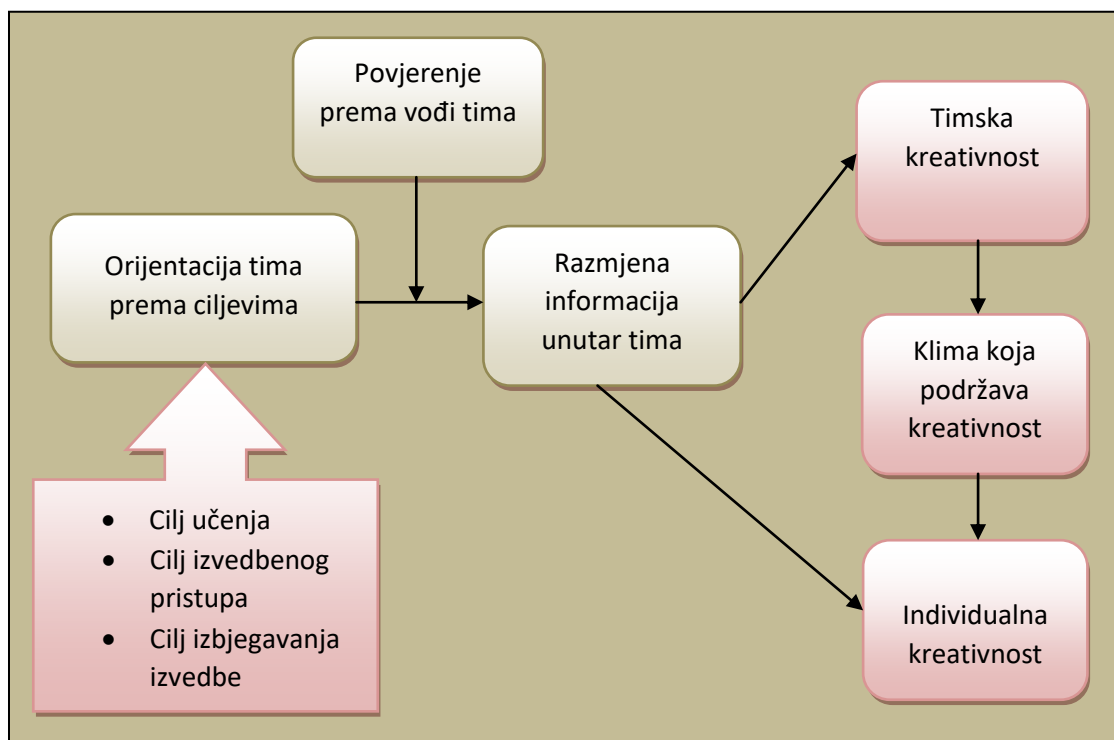 Povjerenje
prema vođi tima
Timska
kreativnost
Orijentacija tima
prema ciljevima
Razmjena
informacija
unutar tima
Klima koja
podržava
kreativnost
• Cilj učenja
• Cilj izvedbenog
pristupa
• Cilj izbjegavanja
izvedbe
Individualna
kreativnost